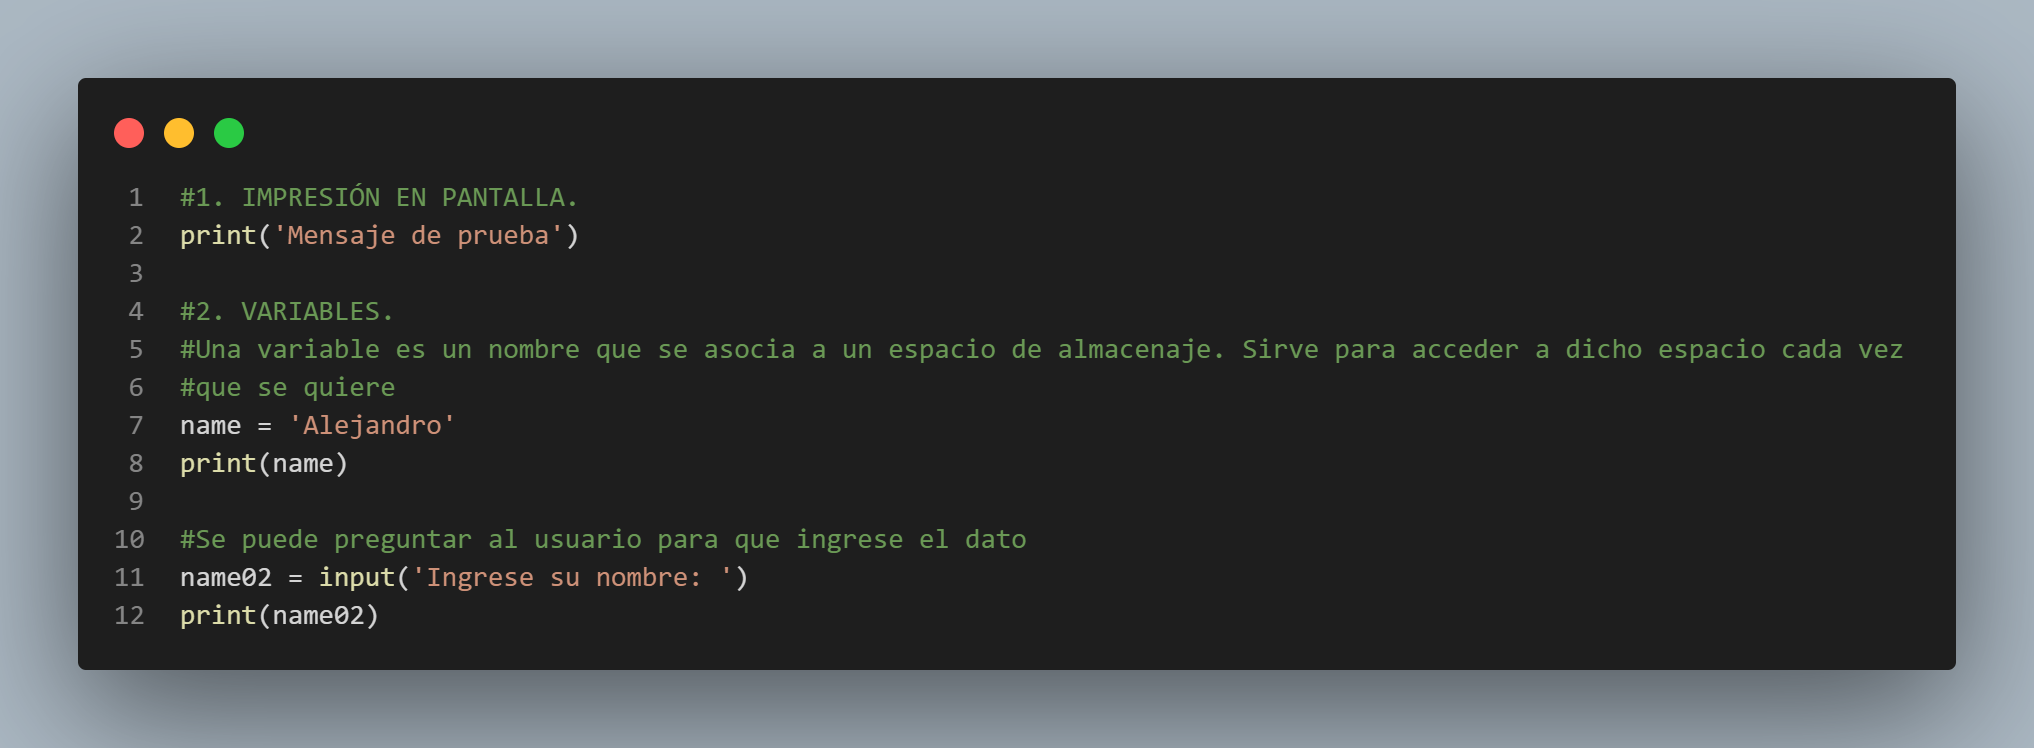 1 #1. IMPRESIÓN EN PANTALLA.
2 print('Mensaje de prueba')
3
4 #2. VARIABLES.
5 #Una variable es un nombre que se asocia a un espacio de almacenaje. Sirve para acceder a dicho espacio cada vez
6 #que se quiere
7 name = 'Alejandro'
8 print(name)
9
10 #Se puede preguntar al usuario para que ingrese el dato
11 name02 = input('Ingrese su nombre: ')
12 print(name02)